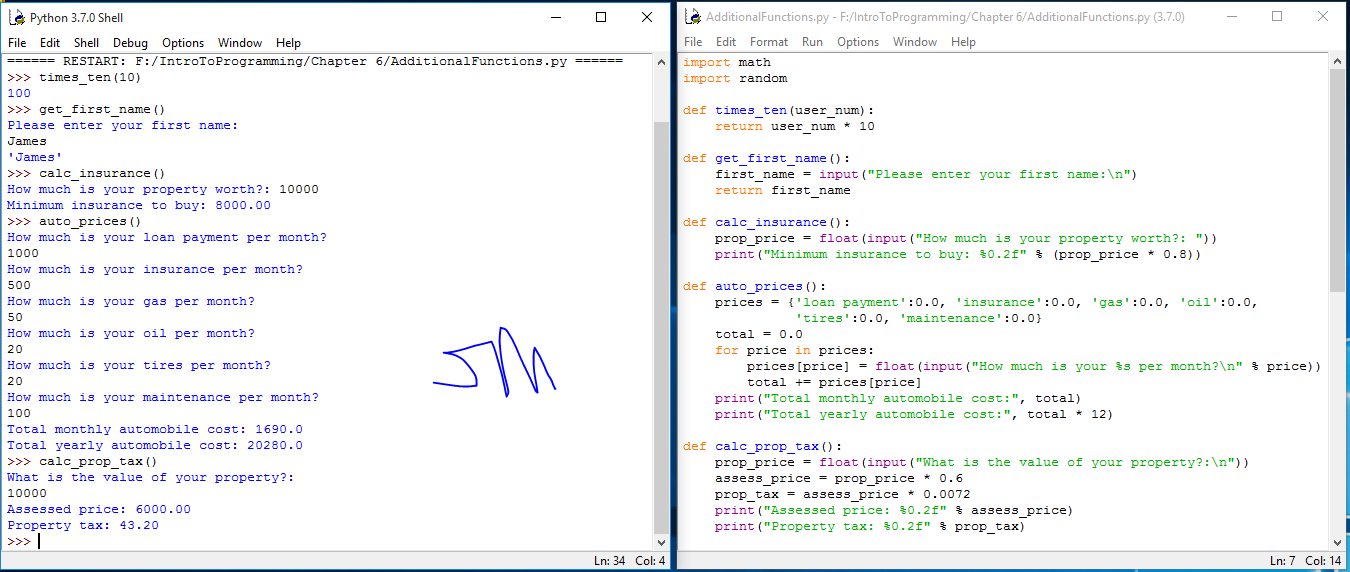 Python 3.7.0 Shell
File Edit Shell Debug Options Window Help
====== RESTART: F:/IntroToProgramming/Chapter 6/AdditionalFunctions.py ======
>>> times_ten(10)
100
>>> get_first_name()
Please enter your first name:
James
'James'
>>> calc_insurance()
How much is your property worth?: 10000
Minimum insurance to buy: 8000.00
>>> auto_prices()
How much is your loan payment per month?
1000
How much is your insurance per month?
500
How much is your gas per month?
50
How much is your oil per month?
20
How much is your tires per month?
20
How much is your maintenance per month?
100
Total monthly automobile cost: 1690.0
Total yearly automobile cost: 20280.0
>>> calc_prop_tax()
What is the value of your property?:
10000
Assessed price: 6000.00
Property tax: 43.20
>>>
Ln: 34 Col: 4
AdditionalFunctions.py - F:/IntroToProgramming/Chapter 6/AdditionalFunctions.py (3.7.0)
File Edit Format Run Options Window Help
import math
import random
def times_ten(user_num):
    return user_num * 10
def get_first_name():
    first_name = input("Please enter your first name:\n")
    return first_name
def calc_insurance():
    prop_price = float(input("How much is your property worth?: "))
    print("Minimum insurance to buy: %0.2f" % (prop_price * 0.8))
def auto_prices():
    prices = {'loan payment':0.0, 'insurance':0.0, 'gas':0.0, 'oil':0.0,
              'tires':0.0, 'maintenance':0.0}
    total = 0.0
    for price in prices:
        prices[price] = float(input("How much is your %s per month?\n" % price))
        total += prices[price]
    print("Total monthly automobile cost:", total)
    print("Total yearly automobile cost:", total * 12)
def calc_prop_tax():
    prop_price = float(input("What is the value of your property?:\n"))
    assess_price = prop_price * 0.6
    prop_tax = assess_price * 0.0072
    print("Assessed price: %0.2f" % assess_price)
    print("Property tax: %0.2f" % prop_tax)
Ln: 7 Col: 14